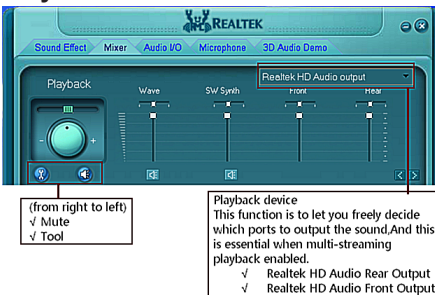 REALTEK
Sound Effect Mixer Audio I/O Microphone 3D Audio Demo
Realtek HD Audio output
Playback
Wave SW Synth Front Rear
- +
(from right to left)
√ Mute
√ Tool
Playback device
This function is to let you freely decide
which ports to output the sound,And this
is essential when multi-streaming
playback enabled.
√ Realtek HD Audio Rear Output
√ Realtek HD Audio Front Output